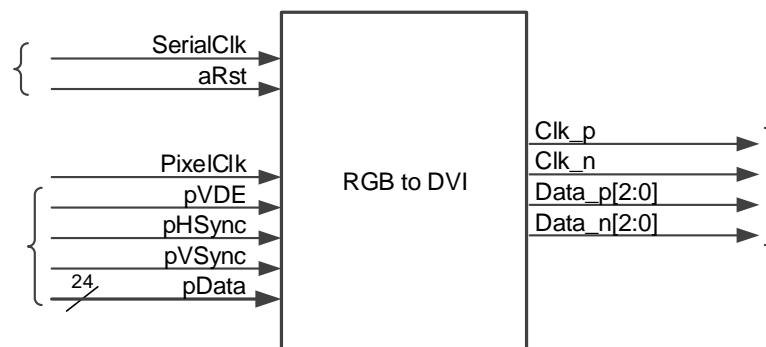 SerialClk
aRst
PixelClk
pVDE
pHSync
pVSync
24
pData
RGB to DVI
Clk_p
Clk_n
Data_p[2:0]
Data_n[2:0]